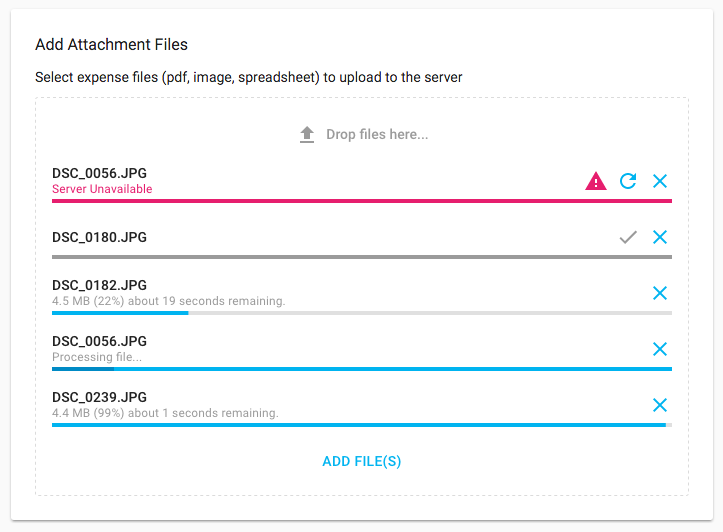 Add Attachment Files
Select expense files (pdf, image, spreadsheet) to upload to the server
Drop files here...
DSC_0056.JPG
Server Unavailable
DSC_0180.JPG
DSC_0182.JPG
4.5 MB (22%) about 19 seconds remaining.
DSC_0056.JPG
Processing file...
DSC_0239.JPG
4.4 MB (99%) about 1 seconds remaining.
ADD FILE(S)